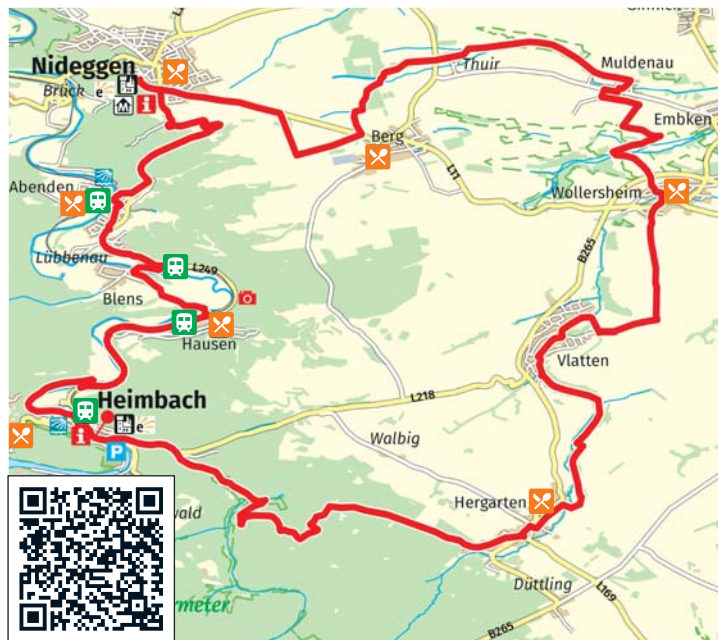 Nideggen
Brück
e
i
Thuir
Muldenau
Embken
Berg
L11
Wollersheim
Abenden
B265
Lübbenau
L249
Blens
Hausen
Vlatten
Heimbach
e
i
P
L218
Walbig
Hergarten
wald
Düttling
L169
rmeter
B265